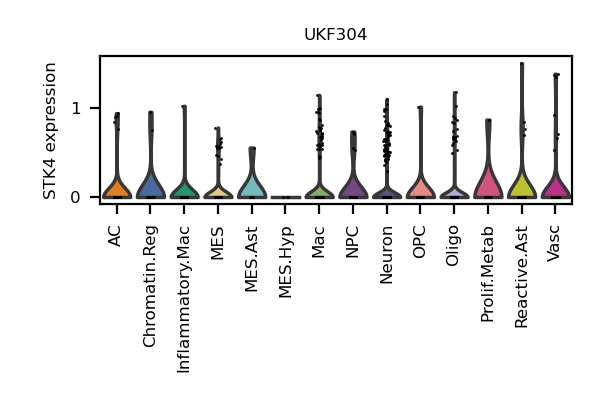 UKF304
STK4 expression
1
0
AC
Chromatin.Reg
Inflammatory.Mac
MES
MES.Ast
MES.Hyp
Mac
NPC
Neuron
OPC
Oligo
Prolif.Metab
Reactive.Ast
Vasc